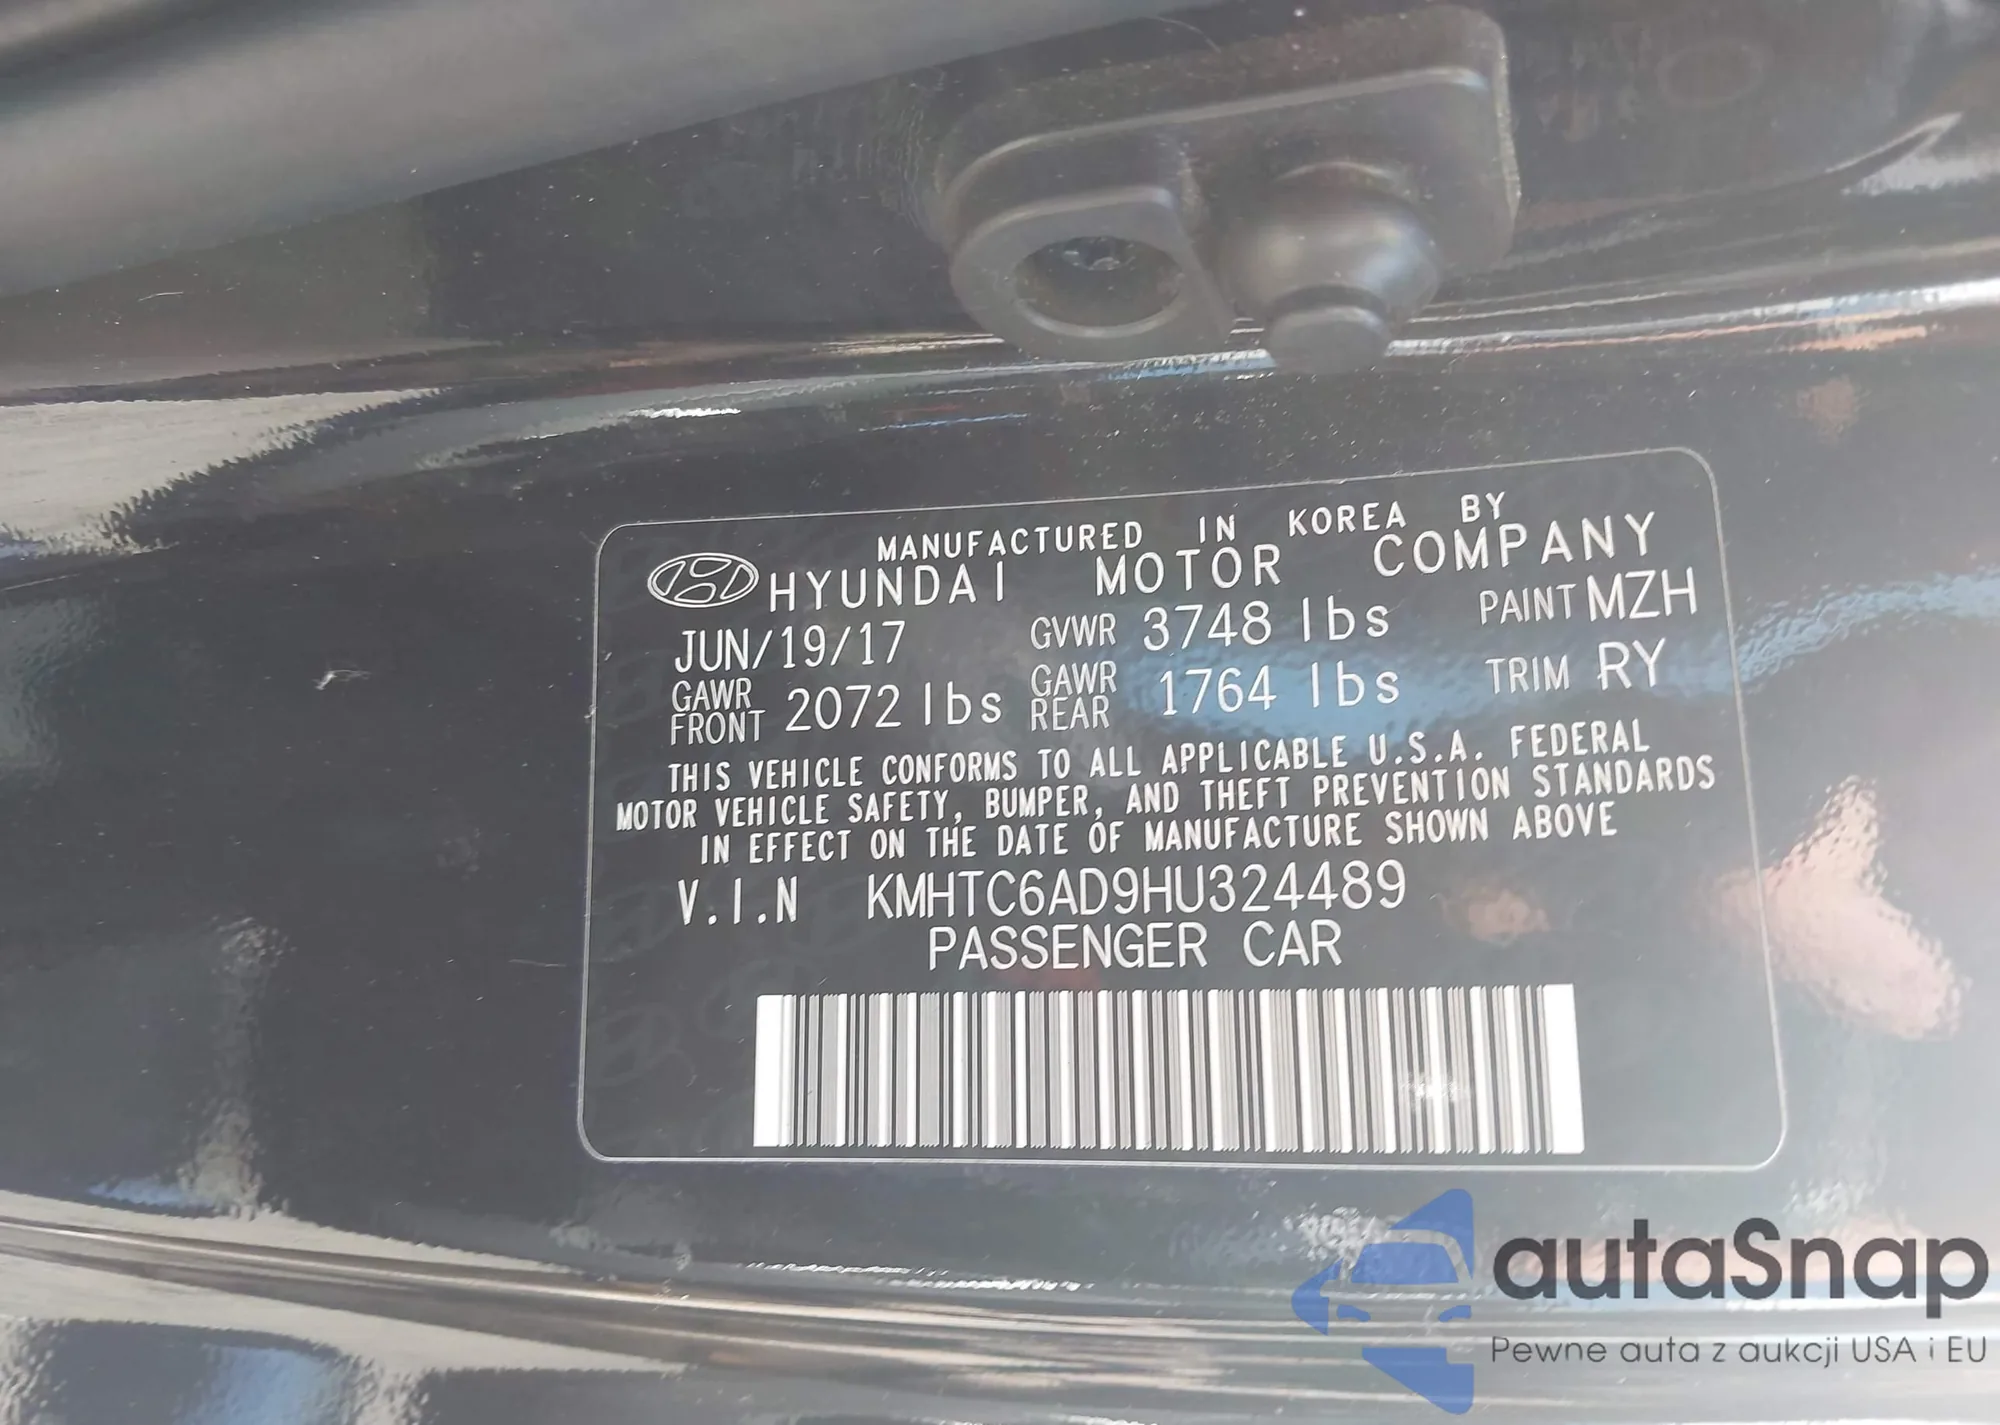 MANUFACTURED IN KOREA BY
HYUNDAI MOTOR COMPANY
JUN/19/17 GVWR 3748 lbs PAINT MZH
GAWR FRONT 2072 lbs GAWR REAR 1764 lbs TRIM RY
THIS VEHICLE CONFORMS TO ALL APPLICABLE U.S.A. FEDERAL
MOTOR VEHICLE SAFETY, BUMPER, AND THEFT PREVENTION STANDARDS
IN EFFECT ON THE DATE OF MANUFACTURE SHOWN ABOVE
V.I.N KMHTC6AD9HU324489
PASSENGER CAR
autaSnap
Pewne auta z aukcji USA i EU